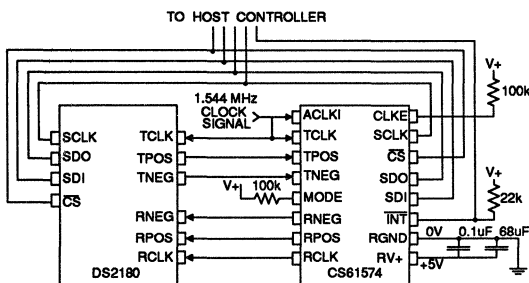 TO HOST CONTROLLER
V+
100k
1.544 MHz
CLOCK
SIGNAL
SCLK
SDO
SDI
CS
TCLK
TPOS
TNEG
RNEG
RPOS
RCLK
DS2180
V+
100k
ACLKI
TCLK
TPOS
TNEG
MODE
RNEG
RPOS
RCLK
CLKE
SCLK
CS
SDO
SDI
INT
RGND
RV+
CS61574
V+
22k
0V
0.1uF
68uF
+5V